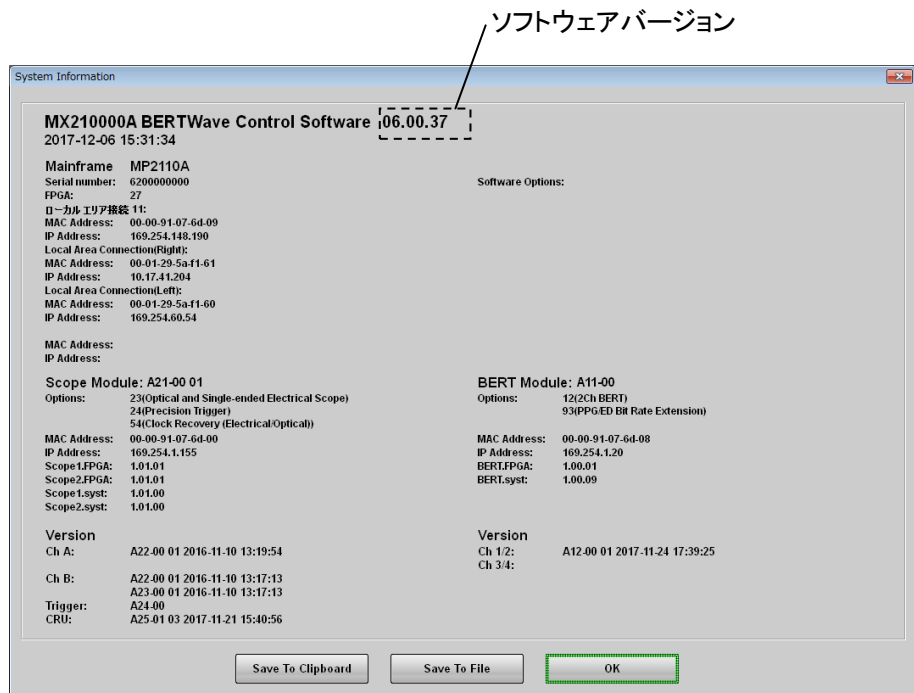 ソフトウェアバージョン
System Information
MX210000A BERTWave Control Software 06.00.37
2017-12-06 15:31:34
Mainframe MP2110A
Serial number: 6200000000
FPGA: 27
ローカル エリア接続 11:
MAC Address: 00-00-91-07-6d-09
IP Address: 169.254.148.190
Local Area Connection(Right):
MAC Address: 00-01-29-5a-f1-61
IP Address: 10.17.41.204
Local Area Connection(Left):
MAC Address: 00-01-29-5a-f1-60
IP Address: 169.254.60.54
MAC Address:
IP Address:
Software Options:
Scope Module: A21-00 01
Options: 23(Optical and Single-ended Electrical Scope)
24(Precision Trigger)
54(Clock Recovery (Electrical/Optical))
MAC Address: 00-00-91-07-6d-00
IP Address: 169.254.1.155
Scope1.FPGA: 1.01.01
Scope2.FPGA: 1.01.01
Scope1.syst: 1.01.00
Scope2.syst: 1.01.00
BERT Module: A11-00
Options: 12(2Ch BERT)
93(PPG/ED Bit Rate Extension)
MAC Address: 00-00-91-07-6d-08
IP Address: 169.254.1.20
BERT.FPGA: 1.00.01
BERT.syst: 1.00.09
Version
Ch A: A22-00 01 2016-11-10 13:19:54
Ch B: A22-00 01 2016-11-10 13:17:13
A23-00 01 2016-11-10 13:17:13
Trigger: A24-00
CRU: A25-01 03 2017-11-21 15:40:56
Version
Ch 1/2: A12-00 01 2017-11-24 17:39:25
Ch 3/4:
Save To Clipboard
Save To File
OK